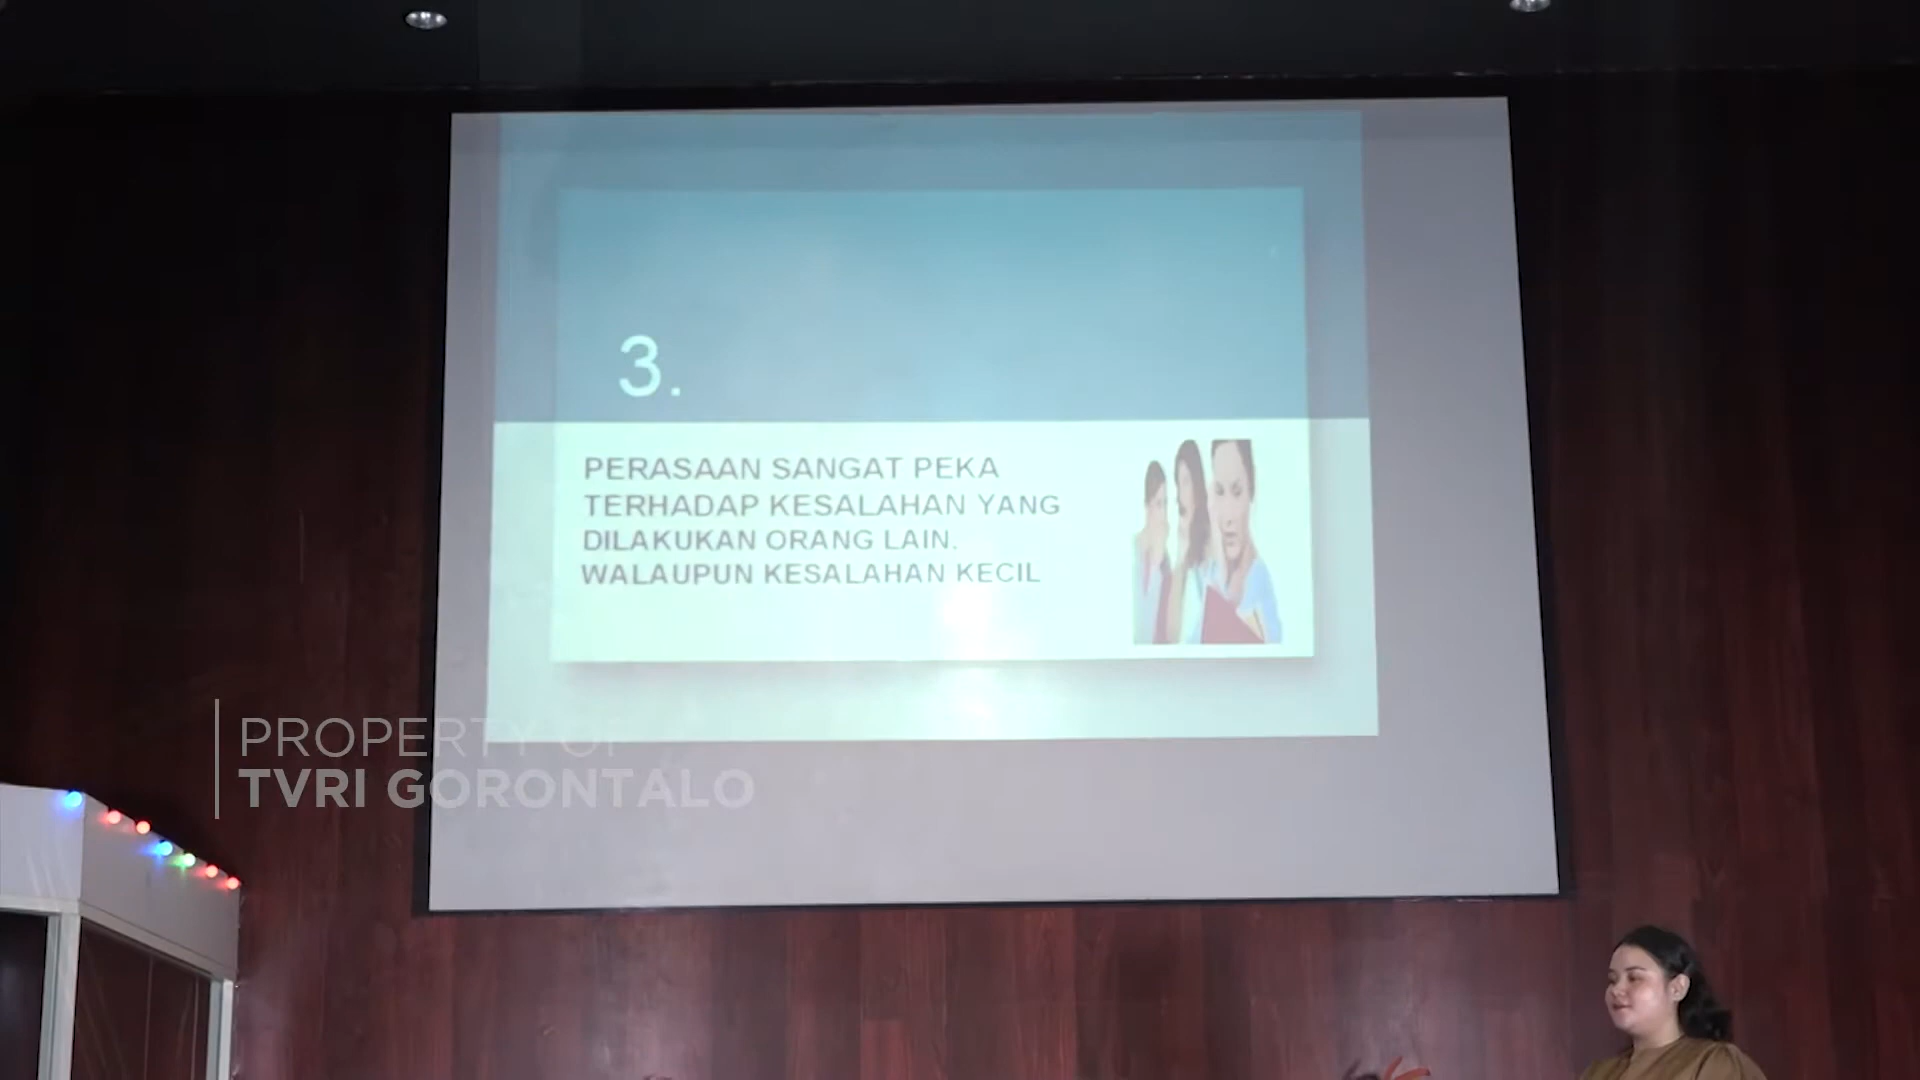 3.
PERASAAN SANGAT PEKA
TERHADAP KESALAHAN YANG
DILAKUKAN ORANG LAIN.
WALAUPUN KESALAHAN KECIL
PROPERTY OF
TVRI GORONTALO